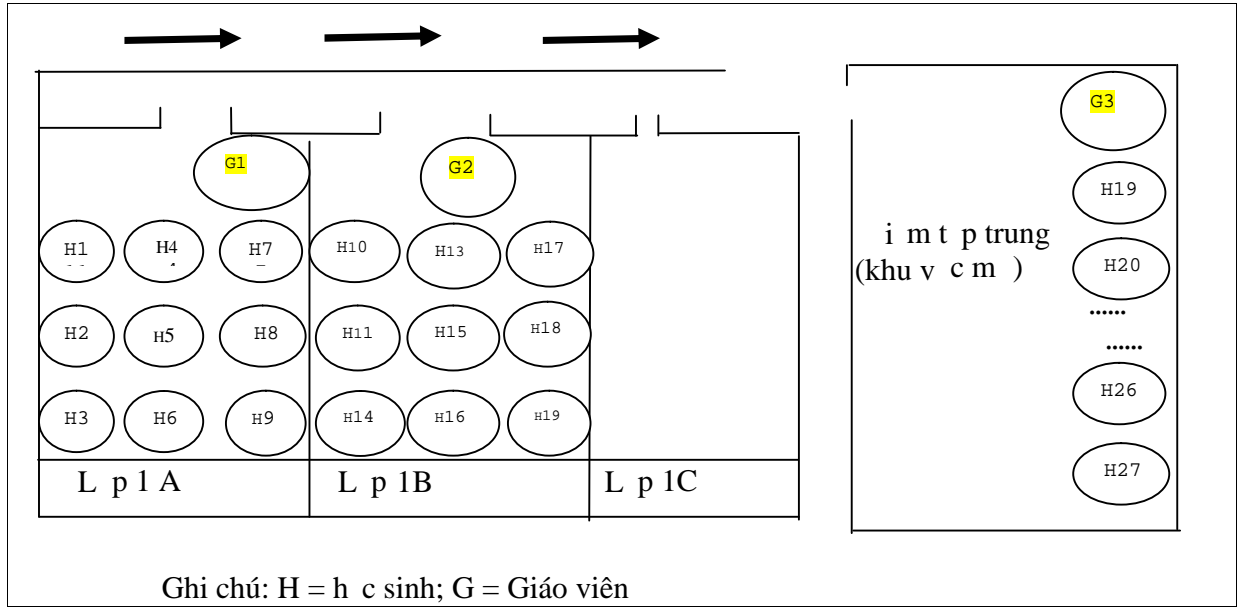 G1
G2
G3
H1
H4
H7
H10
H13
H17
H19
H2
H5
H8
H11
H15
H18
H20
......
......
H3
H6
H9
H14
H16
H19
H26
H27
i m t p trung
(khu v c m )
L p 1 A
L p 1B
L p 1C
Ghi chú: H = h c sinh; G = Giáo viên